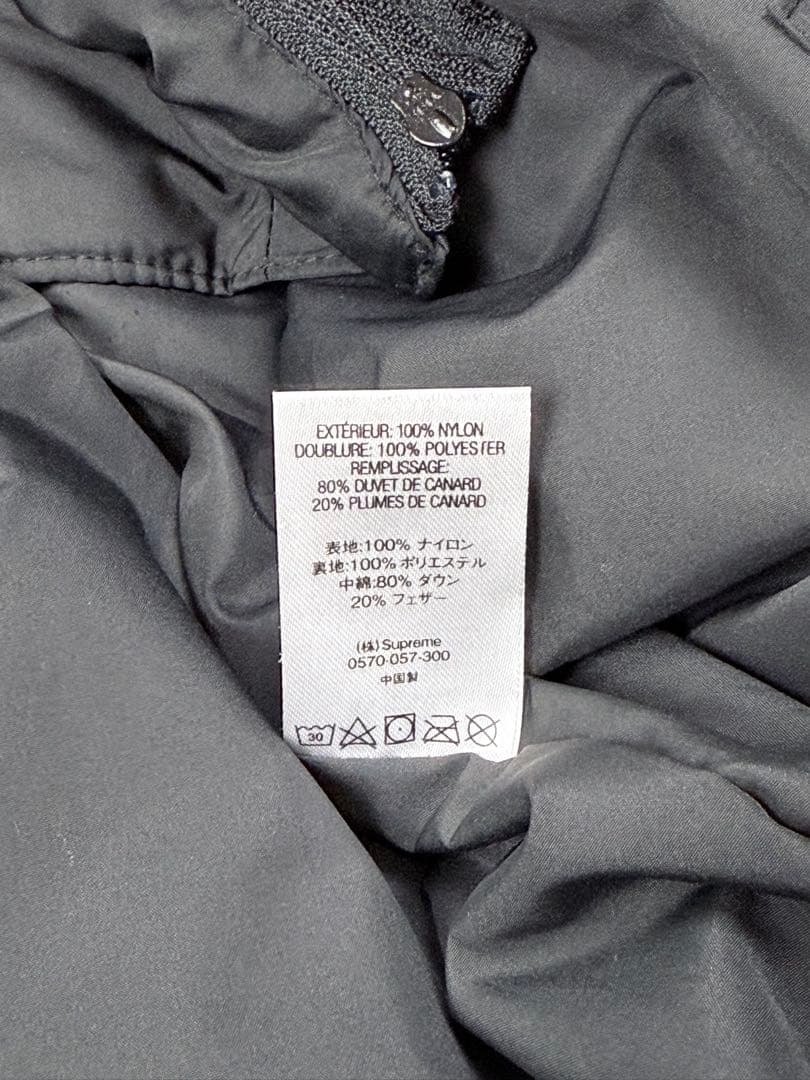 EXTÉRIEUR: 100% NYLON
DOUBLURE: 100% POLYESTER
REMPLISSAGE:
80% DUVET DE CANARD
20% PLUMES DE CANARD
表地:100% ナイロン
裏地:100% ポリエステル
中綿:80% ダウン
20% フェザー
(株)Supreme
0570-057-300
中国製
30